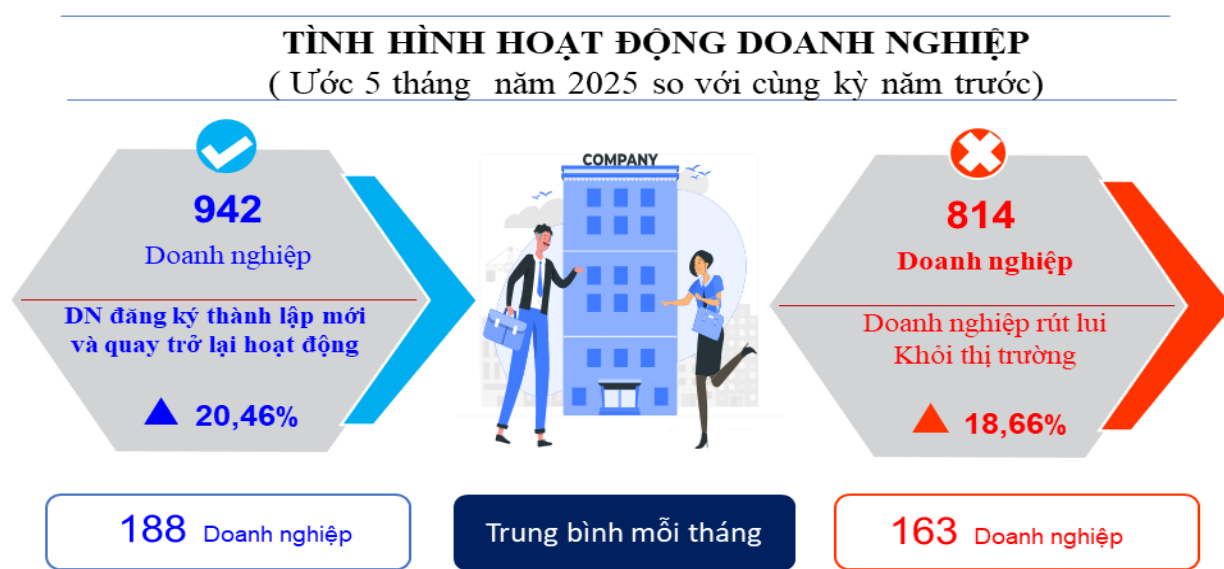 TÌNH HÌNH HOẠT ĐỘNG DOANH NGHIỆP
( Ước 5 tháng năm 2025 so với cùng kỳ năm trước)
942
Doanh nghiệp
DN đăng ký thành lập mới
và quay trở lại hoạt động
20,46%
COMPANY
814
Doanh nghiệp
Doanh nghiệp rút lui
Khỏi thị trường
18,66%
188 Doanh nghiệp
Trung bình mỗi tháng
163 Doanh nghiệp